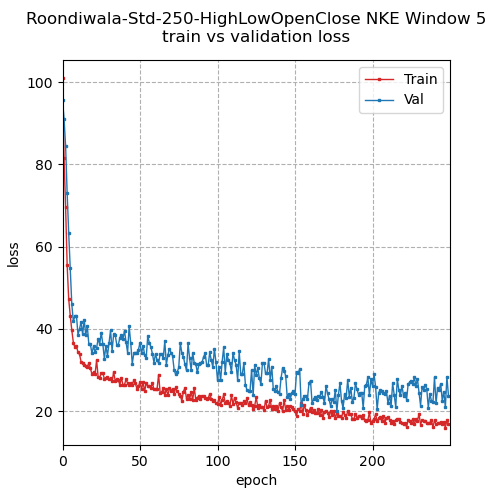 Roondiwala-Std-250-HighLowOpenClose NKE Window 5
train vs validation loss
Train
Val
100
80
60
40
20
loss
0
50
100
150
200
epoch